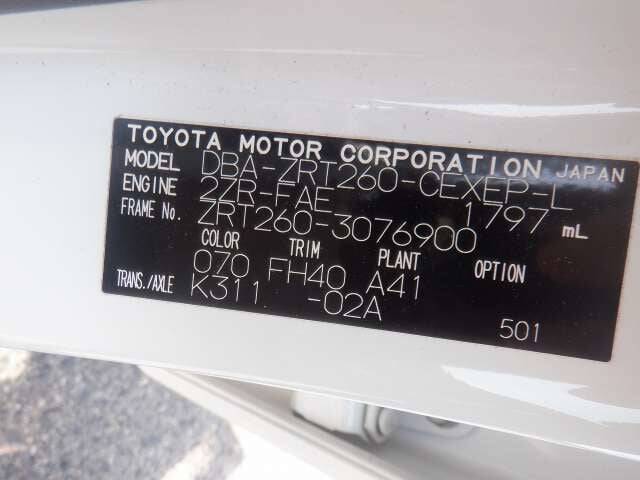 TOYOTA MOTOR CORPORATION JAPAN
MODEL DBA-ZRT260-CEXEP-L
ENGINE 2ZR-FAE 1797 mL
FRAME No. ZRT260-3076900
COLOR TRIM PLANT OPTION
070 FH40 A41
TRANS./AXLE K311 -02A
501